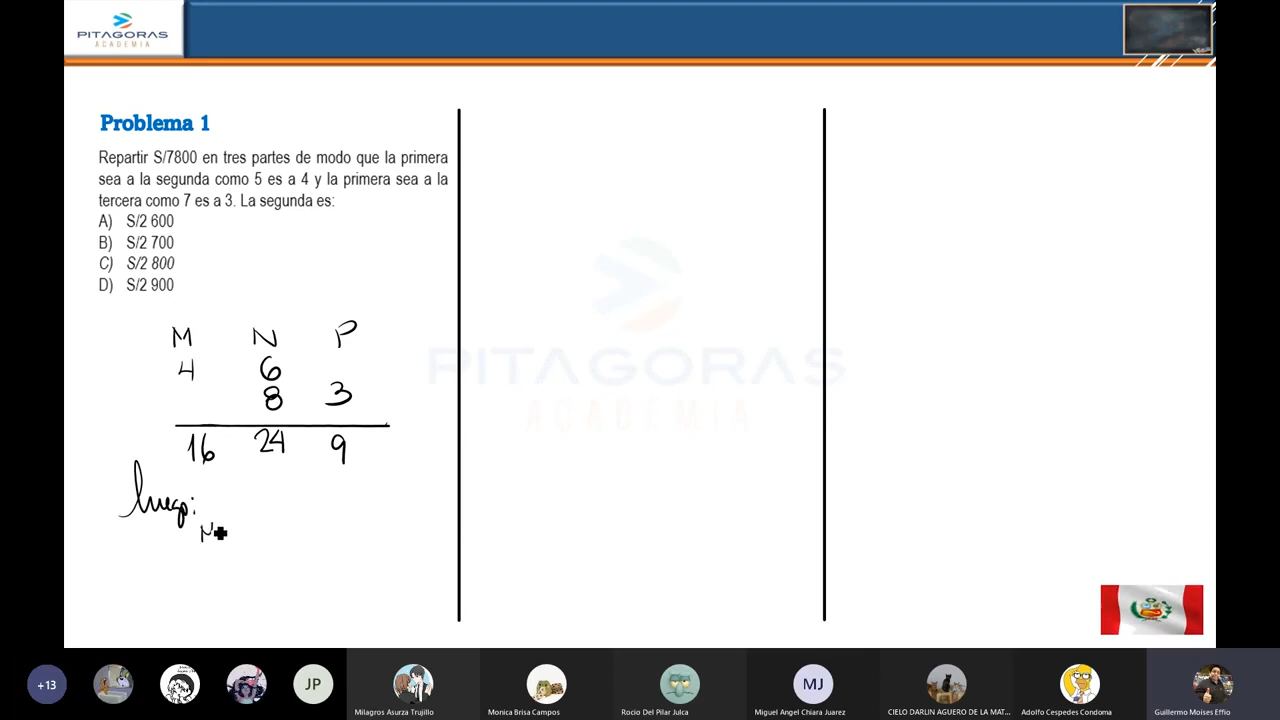 PITAGORAS
ACADEMIA
Problema 1
Repartir S/7800 en tres partes de modo que la primera
sea a la segunda como 5 es a 4 y la primera sea a la
tercera como 7 es a 3. La segunda es:
A) S/2 600
B) S/2 700
C) S/2 800
D) S/2 900
M N P
4 6
8 3
16 24 9
luego:
PITAGORAS
ACADEMIA
+13
JP
MJ
Milagros Asurza Trujillo
Monica Brisa Campos
Rocio Del Pilar Julca
Miguel Angel Chiara Juarez
CIELO DARLIN AGUERO DE LA MAT...
Adolfo Cespedes Condoma
Guillermo Moises Effio